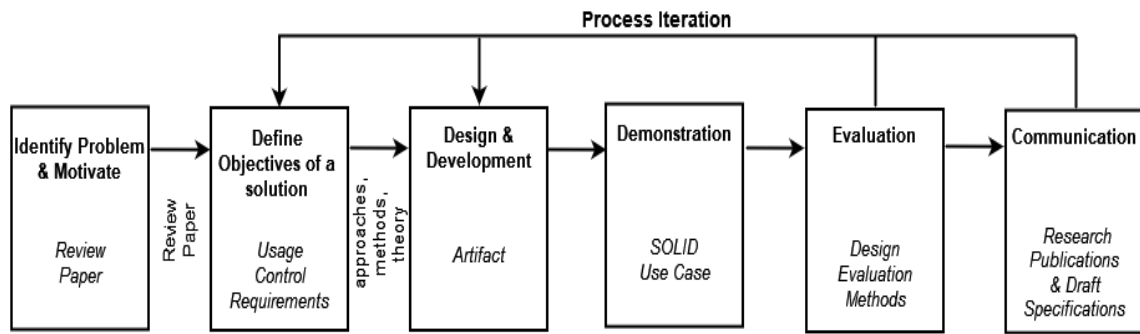 Process Iteration
Identify Problem
& Motivate
Review
Paper
Review
Paper
Define
Objectives of a
solution
Usage
Control
Requirements
approaches,
methods,
theory
Design &
Development
Artifact
Demonstration
SOLID
Use Case
Evaluation
Design
Evaluation
Methods
Communication
Research
Publications
& Draft
Specifications